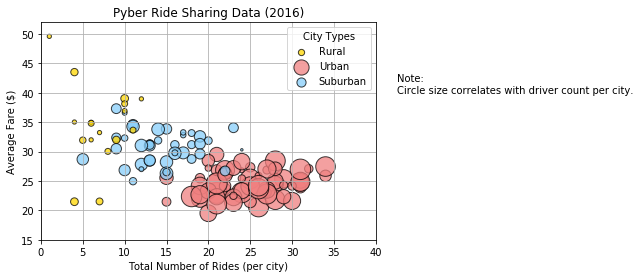 Pyber Ride Sharing Data (2016)
City Types
Rural
Urban
Suburban
Note:
Circle size correlates with driver count per city.
Average Fare ($)
50
45
40
35
30
25
20
15
0
5
10
15
20
25
30
35
40
Total Number of Rides (per city)